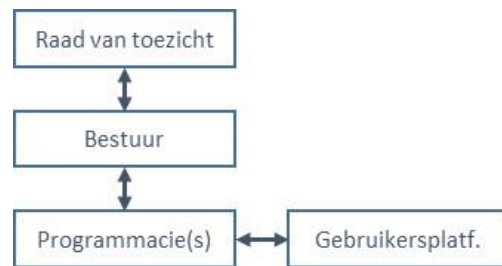 Raad van toezicht
Bestuur
Programmacie(s)
Gebruikersplatf.